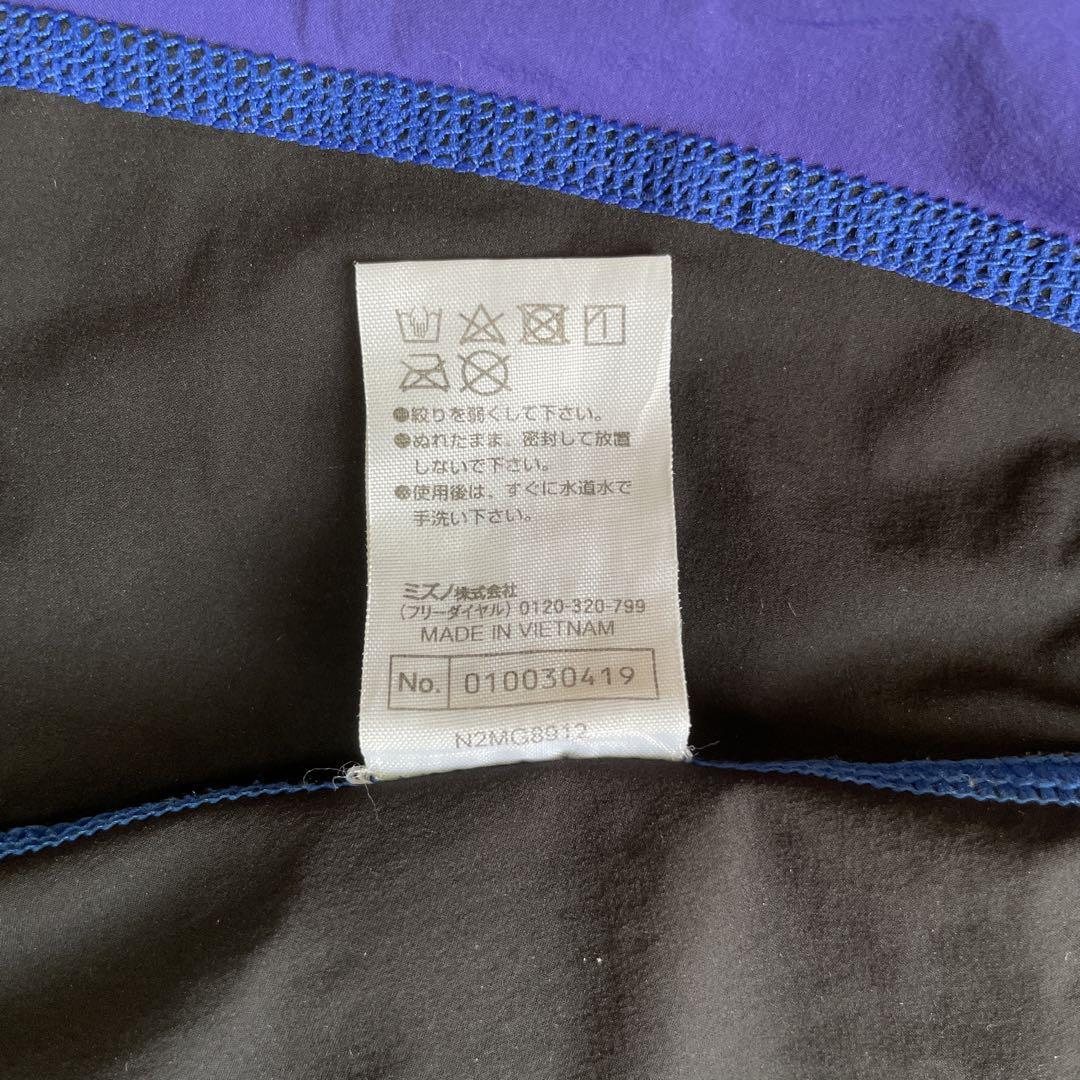 ●絞りを弱くして下さい。
●ぬれたまま、密封して放置
しないで下さい。
●使用後は、すぐに水道水で
手洗い下さい。
ミズノ株式会社
(フリーダイヤル) 0120-320-799
MADE IN VIETNAM
No. 010030419
N2MG8912